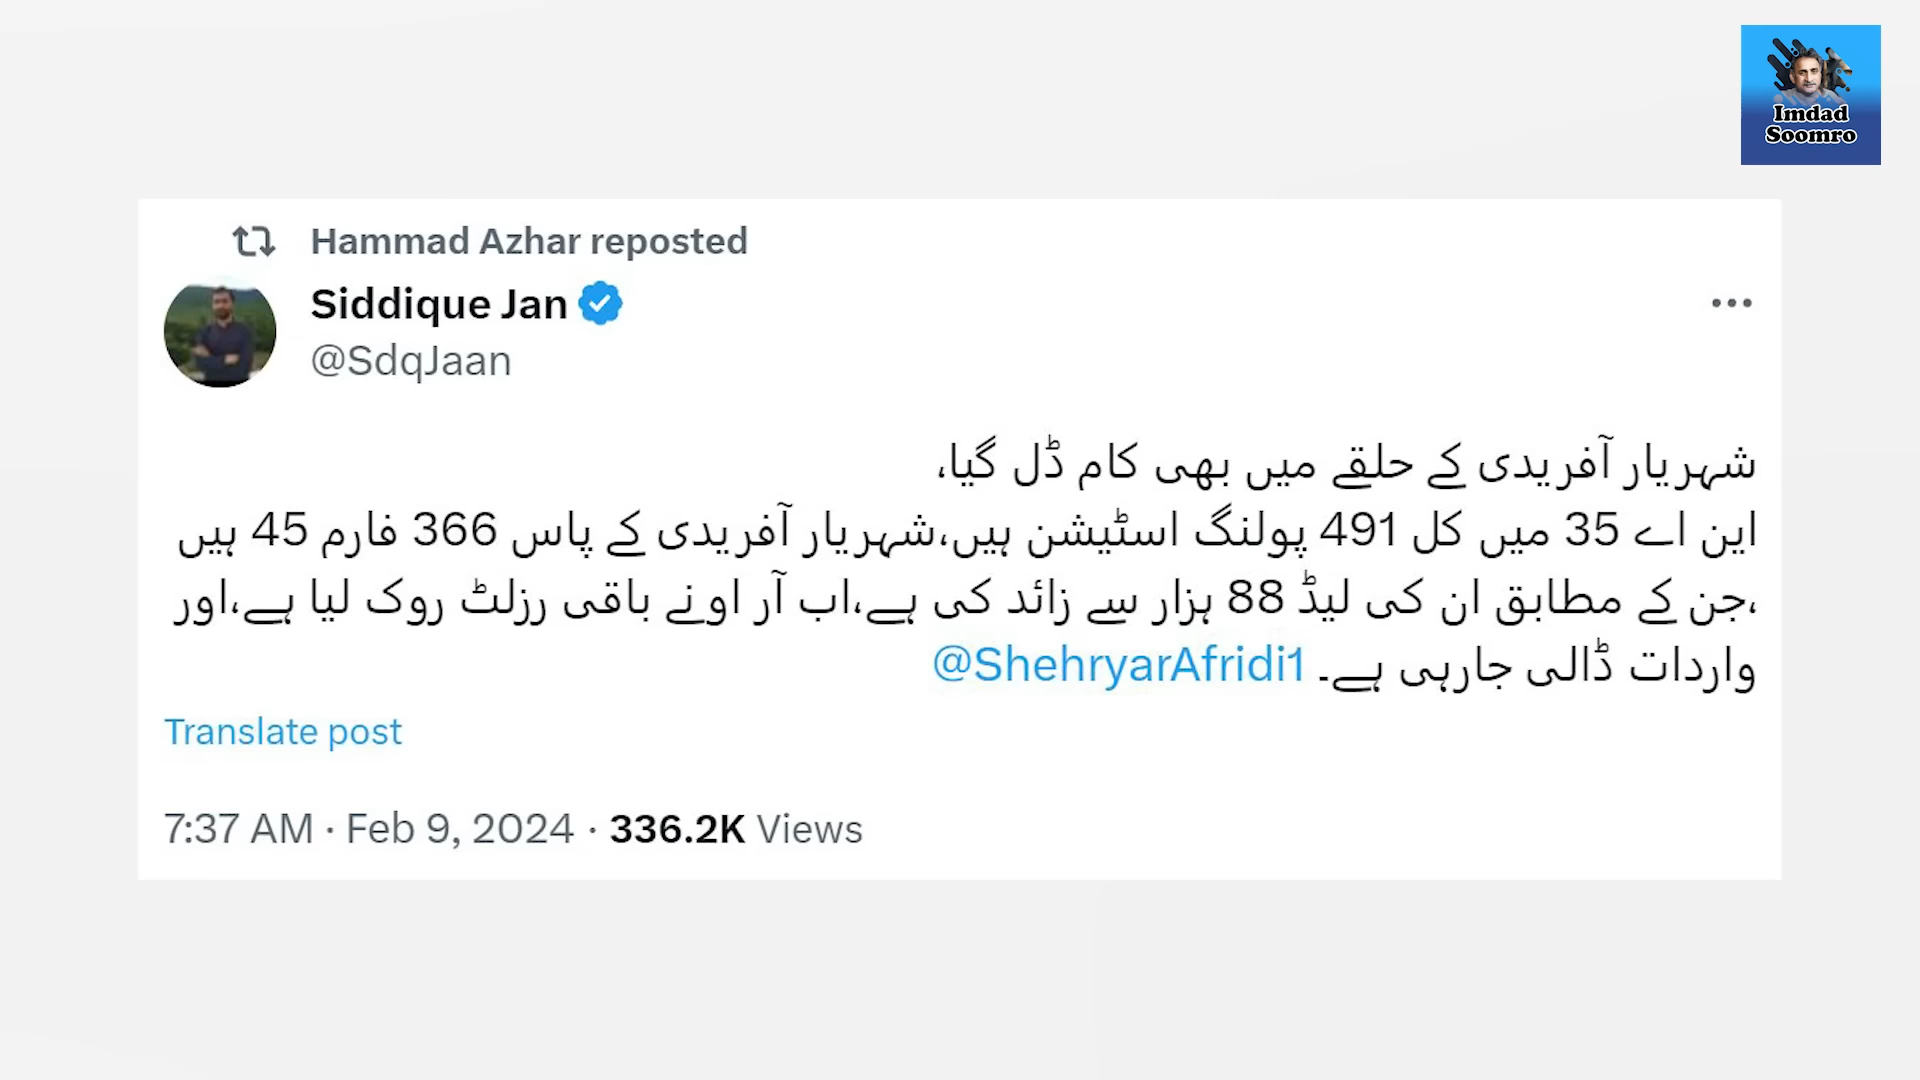 Imdad
Soomro
Hammad Azhar reposted
Siddique Jan
@SdqJaan
شہریار آفریدی کے حلقے میں بھی کام ڈل گیا،
این اے 35 میں کل 491 پولنگ اسٹیشن ہیں،شہریار آفریدی کے پاس 366 فارم 45 ہیں
،جن کے مطابق ان کی لیڈ 88 ہزار سے زائد کی ہے،اب آر اونے باقی رزلٹ روک لیا ہے،اور
واردات ڈالی جارہی ہے۔ @ShehryarAfridi1
Translate post
7:37 AM · Feb 9, 2024 · 336.2K Views